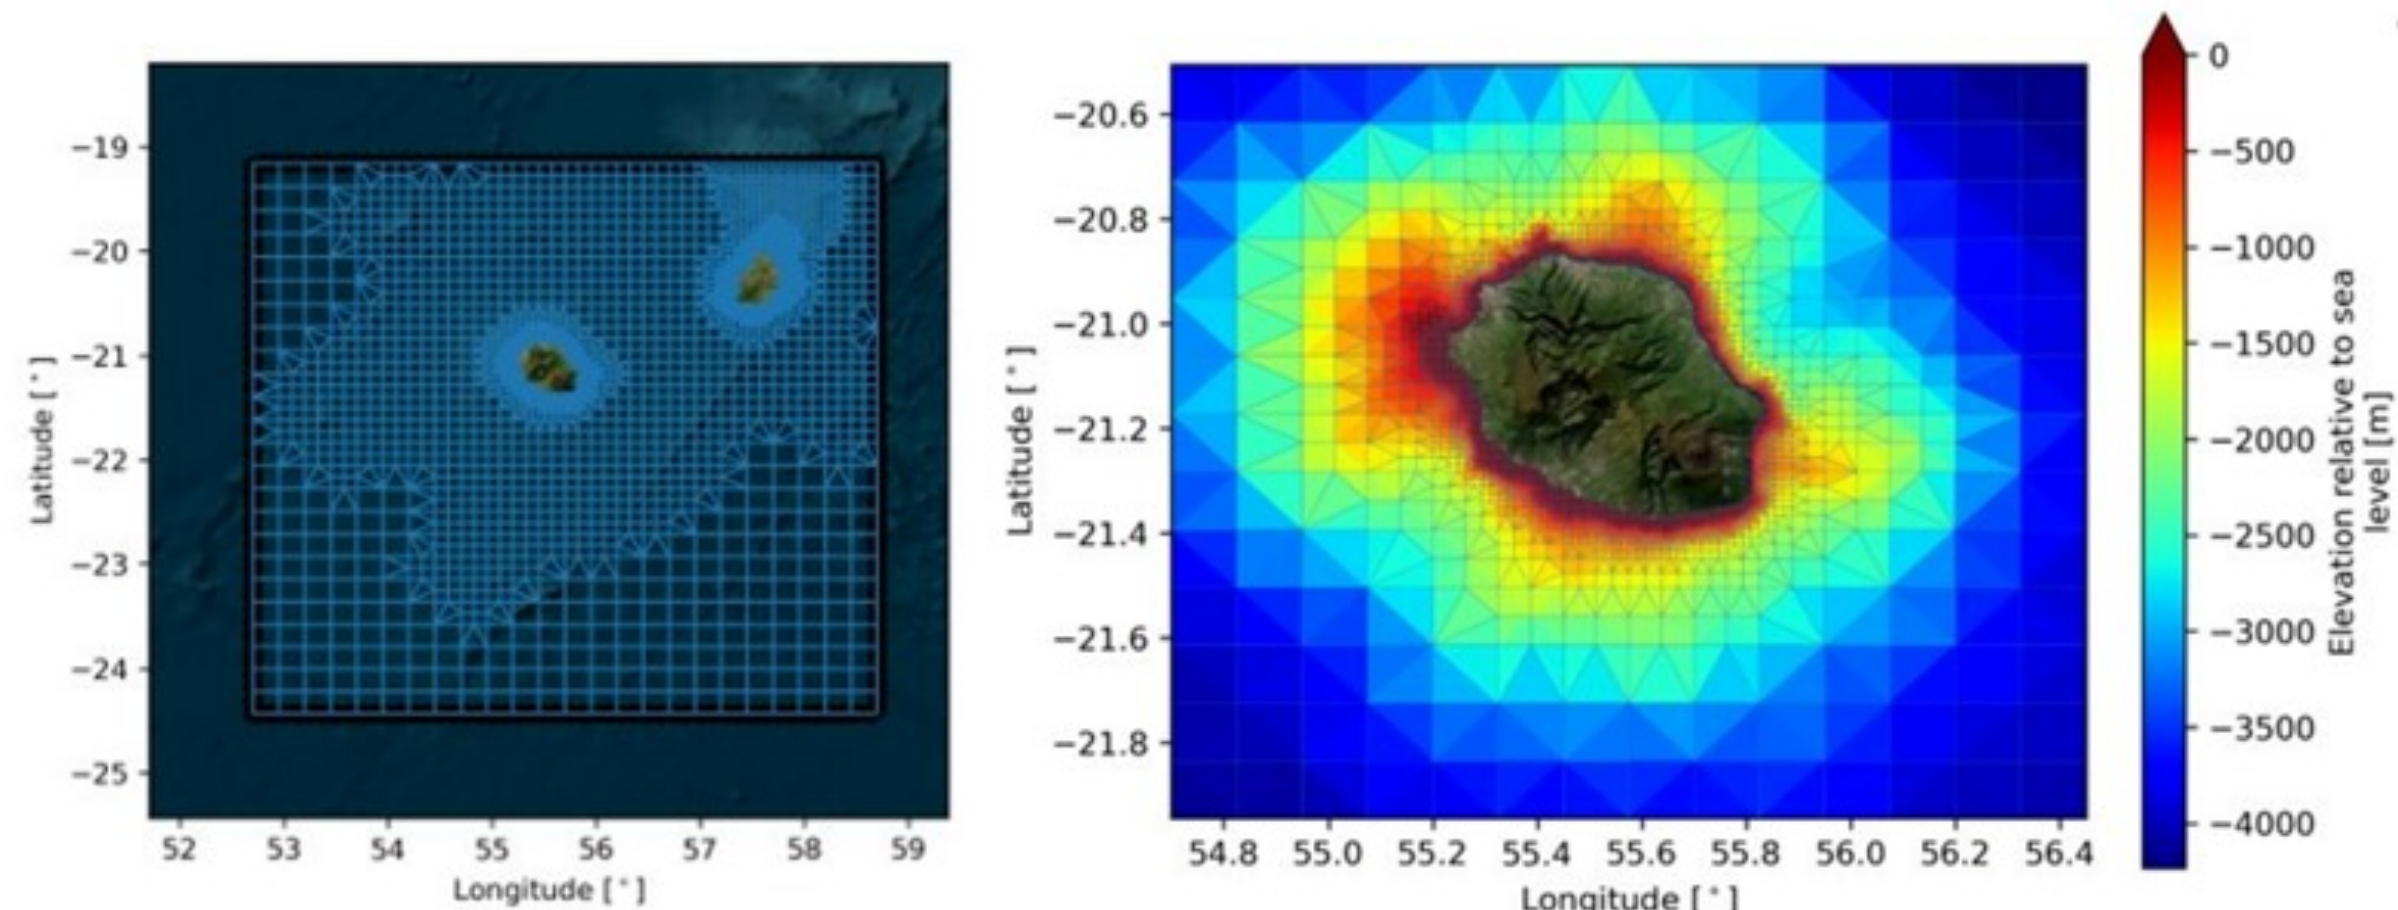 −19
−20
−21
−22
−23
−24
−25
Latitude [°]
52 53 54 55 56 57 58 59
Longitude [°]
−20.6
−20.8
−21.0
−21.2
−21.4
−21.6
−21.8
Latitude [°]
54.8 55.0 55.2 55.4 55.6 55.8 56.0 56.2 56.4
Longitude [°]
0
−500
−1000
−1500
−2000
−2500
−3000
−3500
−4000
Elevation relative to sea
level [m]